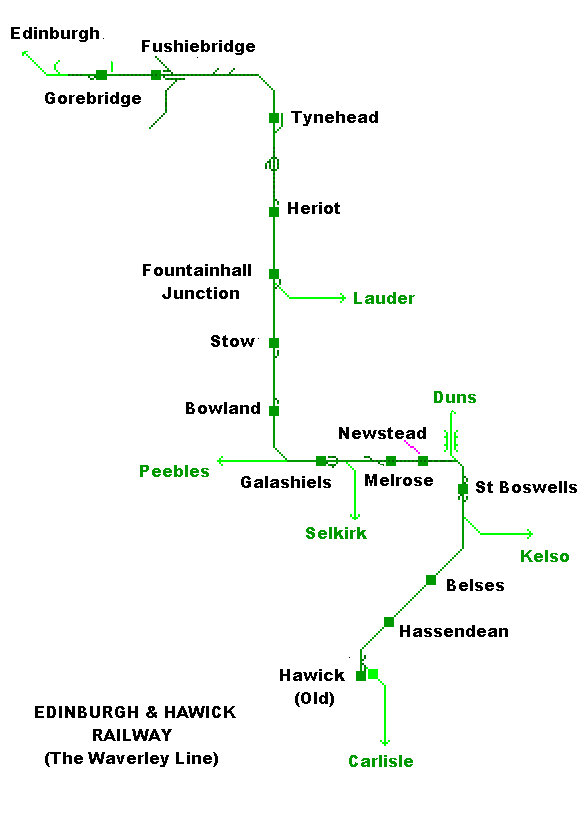 Edinburgh
Fushiebridge
Gorebridge
Tynehead
Heriot
Fountainhall
Junction
Lauder
Stow
Bowland
Duns
Newstead
Peebles
Galashiels
Melrose
St Boswells
Selkirk
Kelso
Belses
Hassendean
Hawick
(Old)
EDINBURGH & HAWICK
RAILWAY
(The Waverley Line)
Carlisle